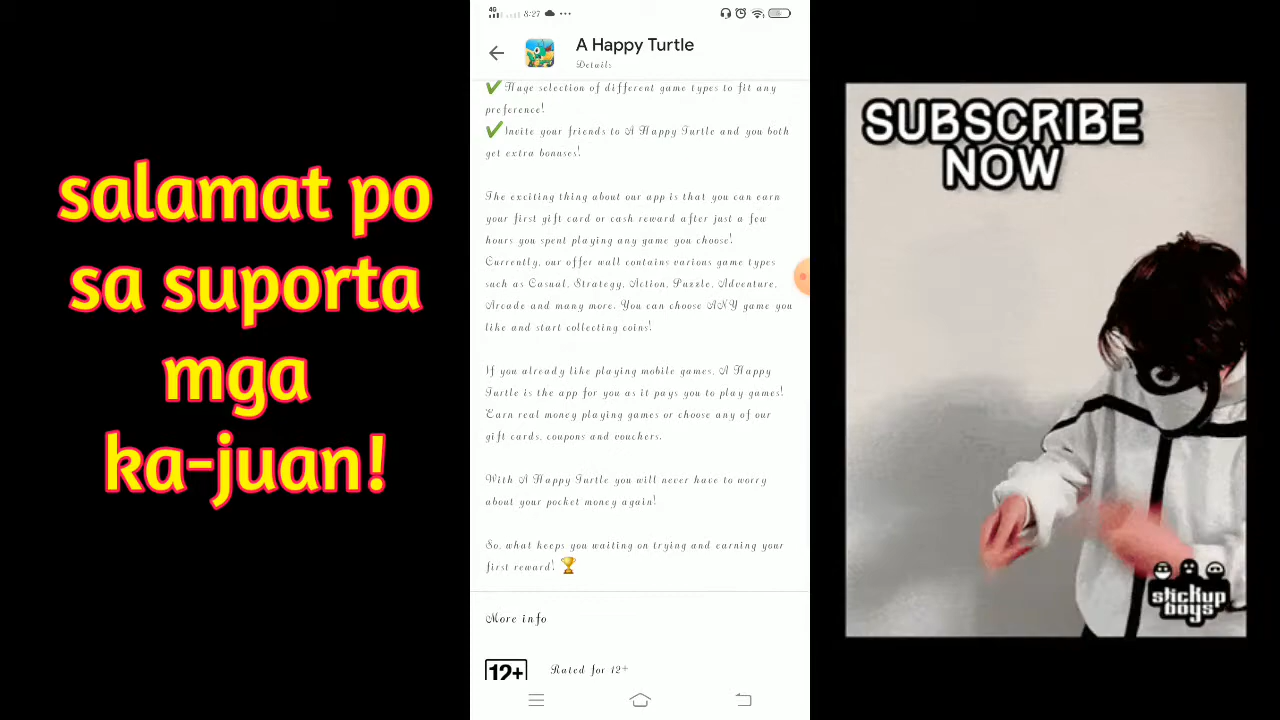 salamat po
sa suporta
mga
ka-juan!
4G
8:27
A Happy Turtle
Details
✔Huge selection of different game types to fit any
preference!
✔Invite your friends to A Happy Turtle and you both
get extra bonuses!
The exciting thing about our app is that you can earn
your first gift card or cash reward after just a few
hours you spent playing any game you choose!
Currently, our offer wall contains various game types
such as Casual, Strategy, Action, Puzzle, Adventure,
Arcade and many more. You can choose ANY game you
like and start collecting coins!
If you already like playing mobile games, A Happy
Turtle is the app for you as it pays you to play games!
Earn real money playing games or choose any of our
gift cards, coupons and vouchers.
With A Happy Turtle you will never have to worry
about your pocket money again!
So, what keeps you waiting on trying and earning your
first reward!. 🏆
More info
12+
Rated for 12+
SUBSCRIBE
NOW
stickup
boys